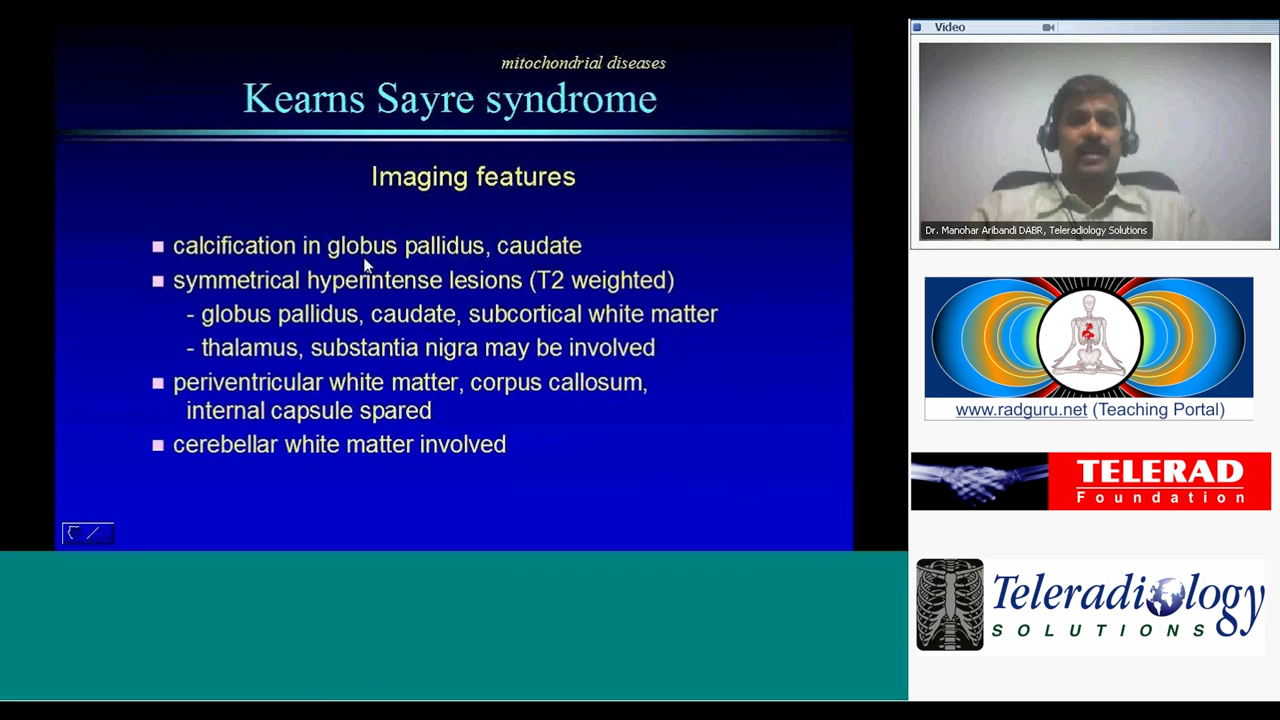 mitochondrial diseases
Kearns Sayre syndrome
Imaging features
calcification in globus pallidus, caudate
symmetrical hyperintense lesions (T2 weighted)
- globus pallidus, caudate, subcortical white matter
- thalamus, substantia nigra may be involved
periventricular white matter, corpus callosum,
internal capsule spared
cerebellar white matter involved
Video
Dr. Manohar Aribandi DABR, Teleradiology Solutions
www.radguru.net (Teaching Portal)
TELERAD
Foundation
Teleradiology
SOLUTIONS